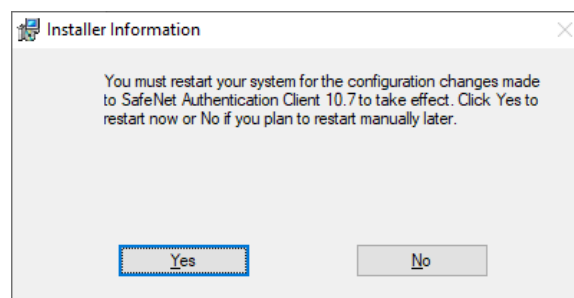 Installer Information
You must restart your system for the configuration changes made
to SafeNet Authentication Client 10.7 to take effect. Click Yes to
restart now or No if you plan to restart manually later.
Yes
No